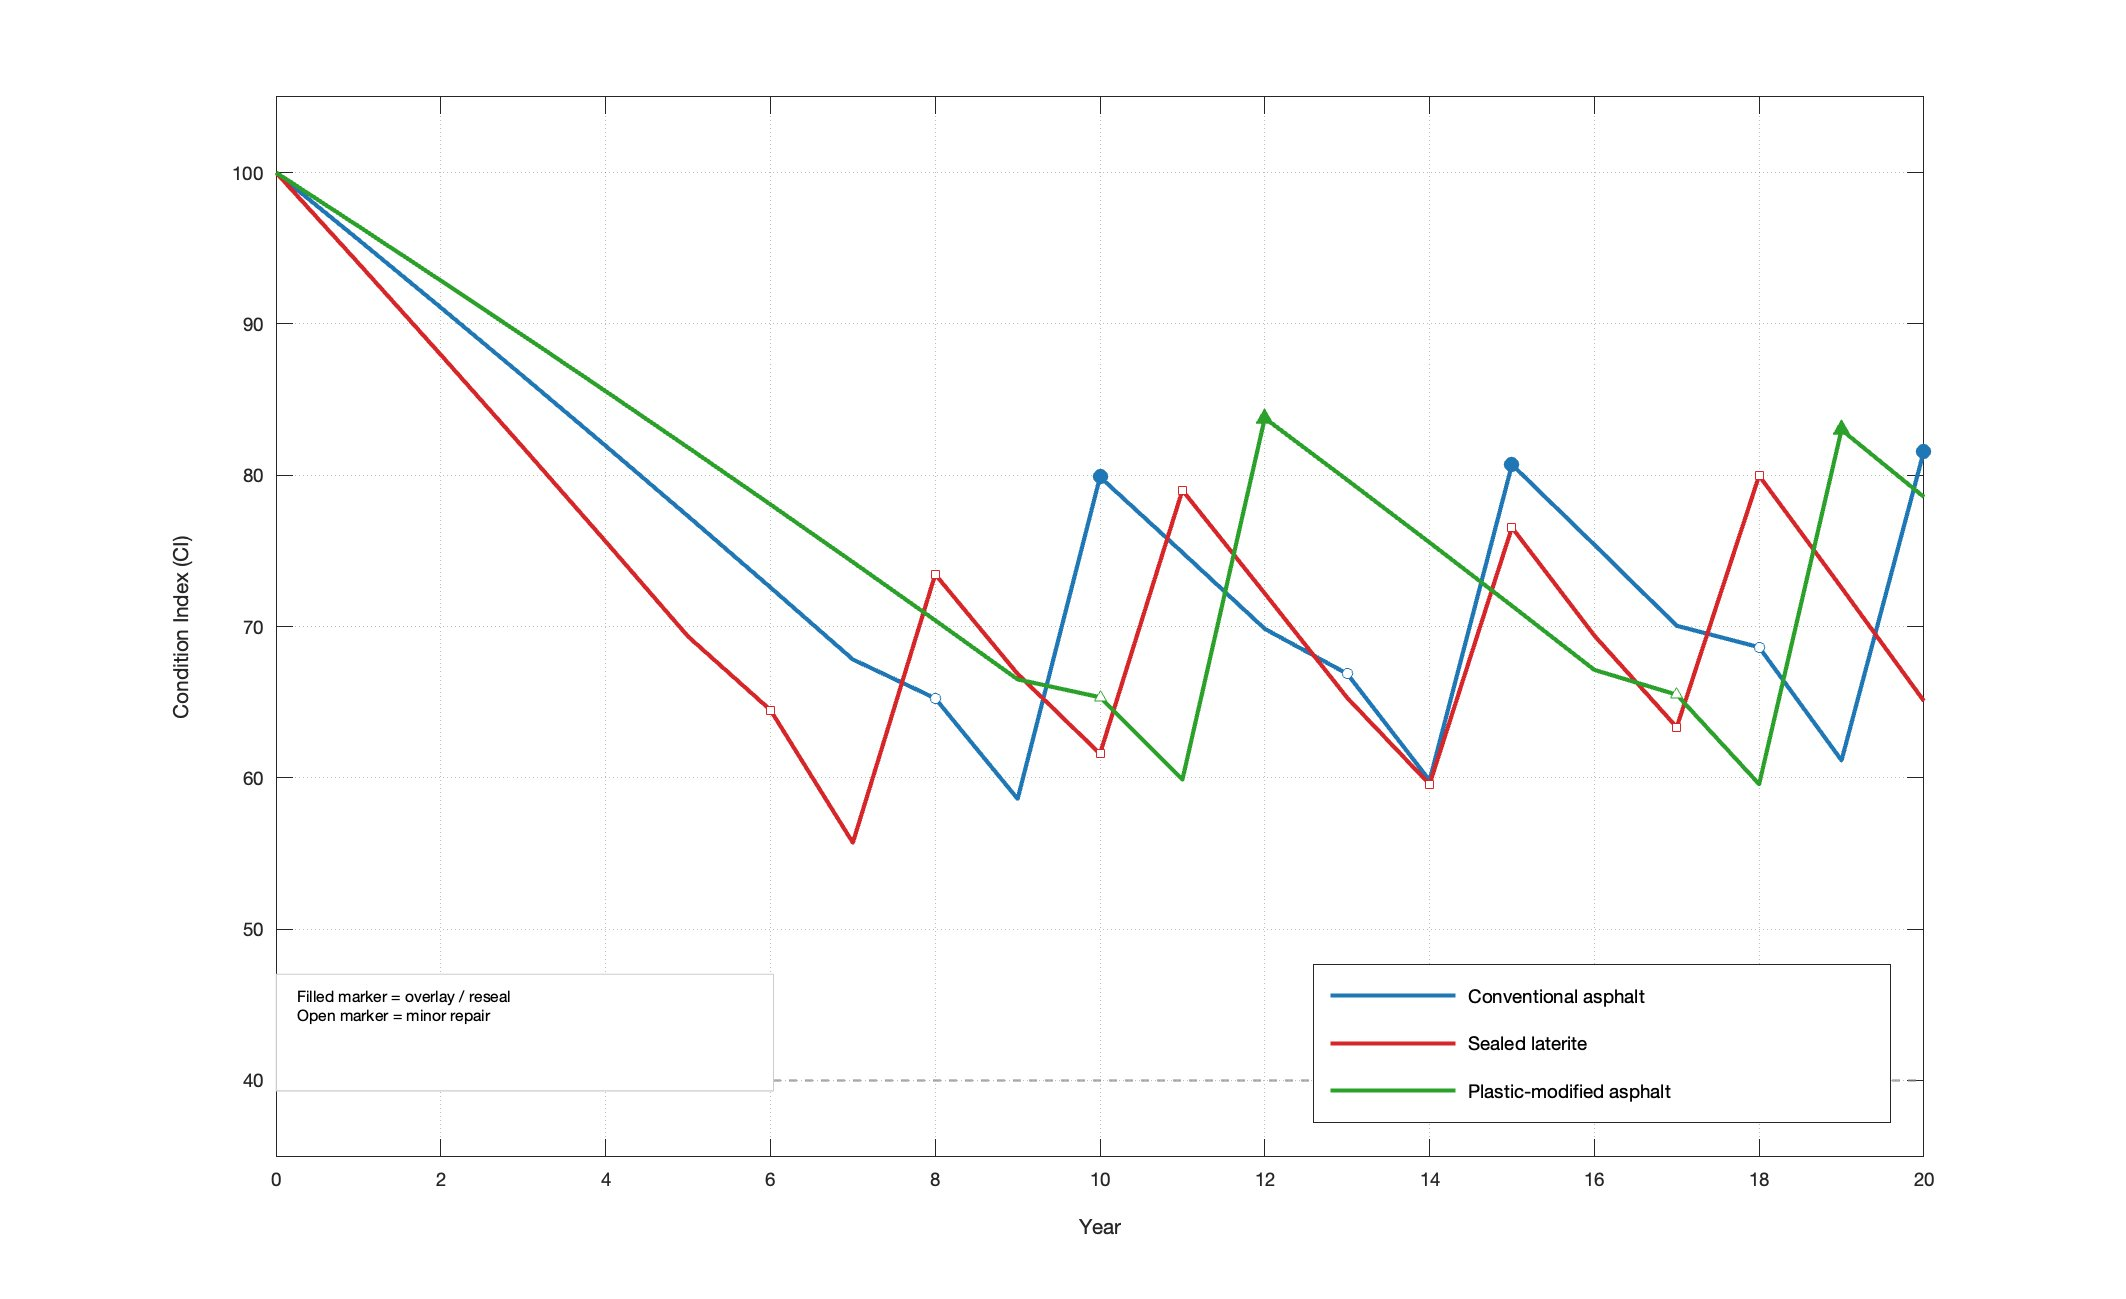 100
90
80
70
60
50
40
Condition Index (CI)
Filled marker = overlay / reseal
Open marker = minor repair
Conventional asphalt
Sealed laterite
Plastic-modified asphalt
0 2 4 6 8 10 12 14 16 18 20
Year